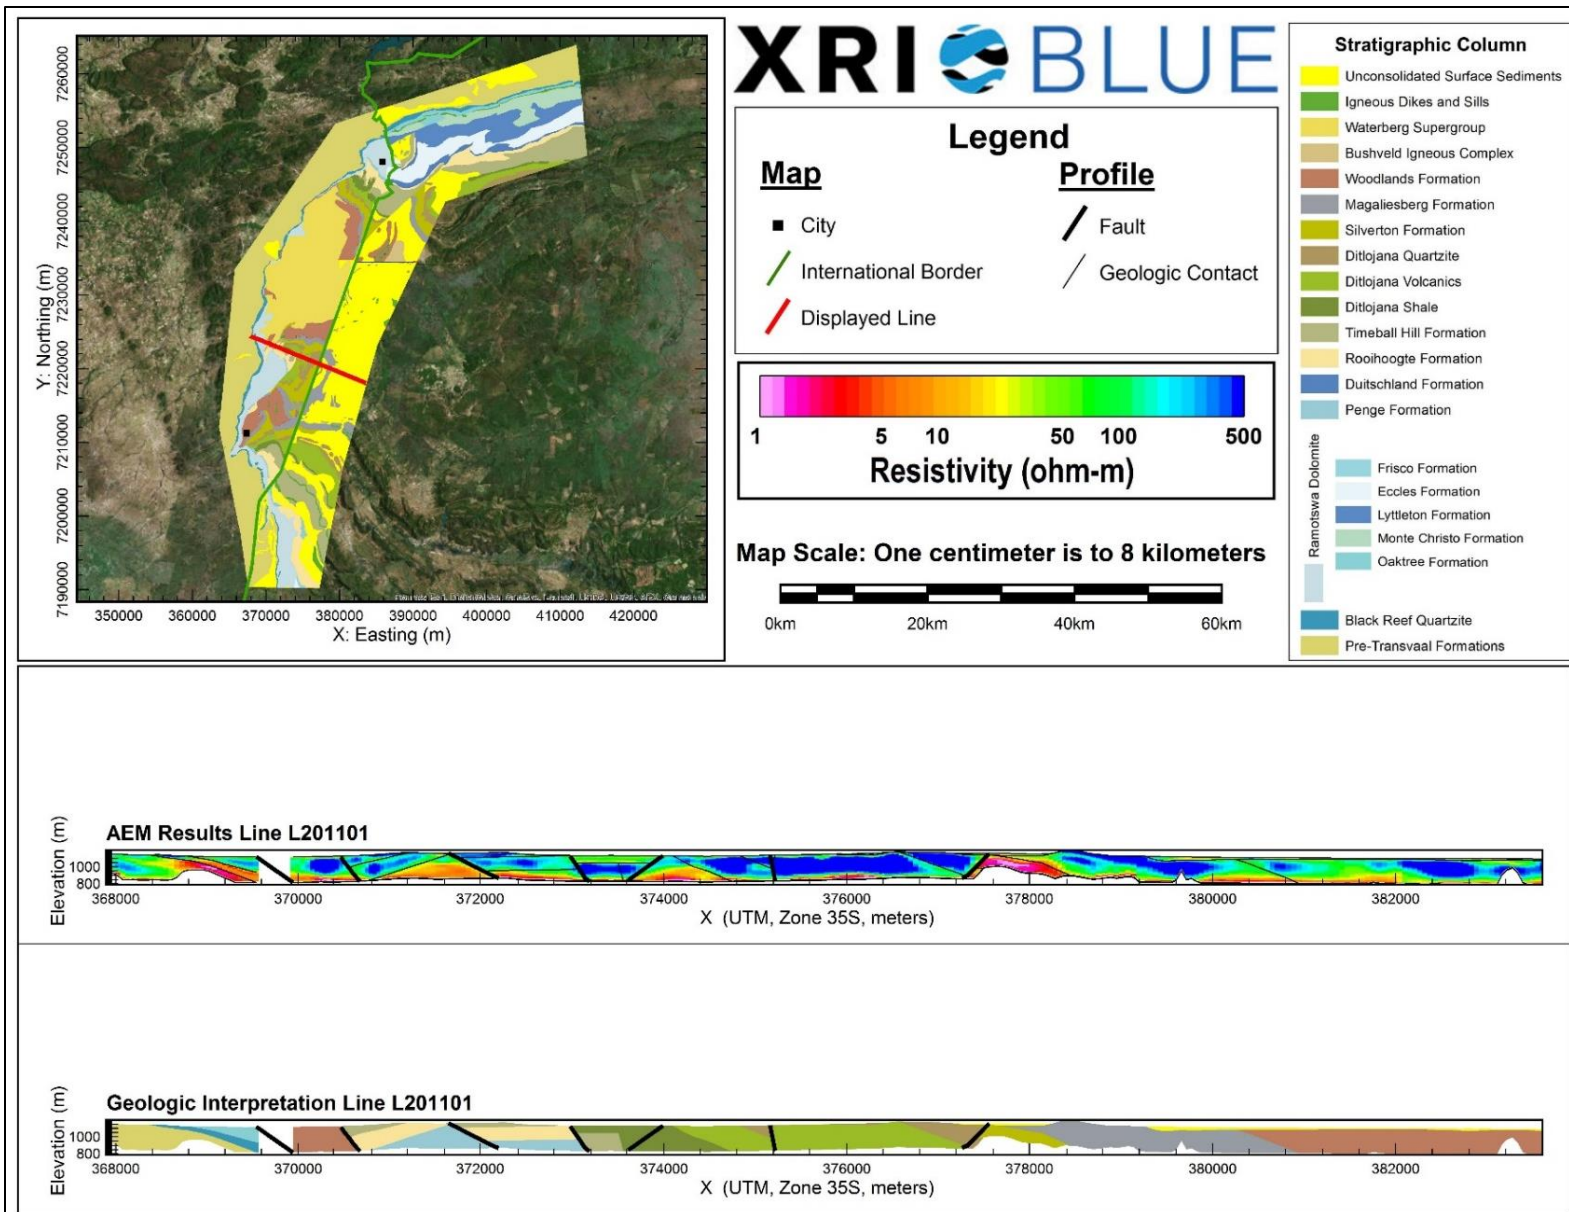 XRI BLUE
7260000
7250000
7240000
7230000
7220000
7210000
7200000
7190000
Y: Northing (m)
350000 360000 370000 380000 390000 400000 410000 420000
X: Easting (m)
Legend
Map
City
International Border
Displayed Line
Profile
Fault
Geologic Contact
1 5 10 50 100 500
Resistivity (ohm-m)
Map Scale: One centimeter is to 8 kilometers
0km 20km 40km 60km
Stratigraphic Column
Unconsolidated Surface Sediments
Igneous Dikes and Sills
Waterberg Supergroup
Bushveld Igneous Complex
Woodlands Formation
Magaliesberg Formation
Silverton Formation
Ditlojana Quartzite
Ditlojana Volcanics
Ditlojana Shale
Timeball Hill Formation
Rooihoogte Formation
Duitschland Formation
Penge Formation
Ramotswa Dolomite
Frisco Formation
Eccles Formation
Lyttleton Formation
Monte Christo Formation
Oaktree Formation
Black Reef Quartzite
Pre-Transvaal Formations
AEM Results Line L201101
Elevation (m)
1000
800
368000 370000 372000 374000 376000 378000 380000 382000
X (UTM, Zone 35S, meters)
Geologic Interpretation Line L201101
Elevation (m)
1000
800
368000 370000 372000 374000 376000 378000 380000 382000
X (UTM, Zone 35S, meters)